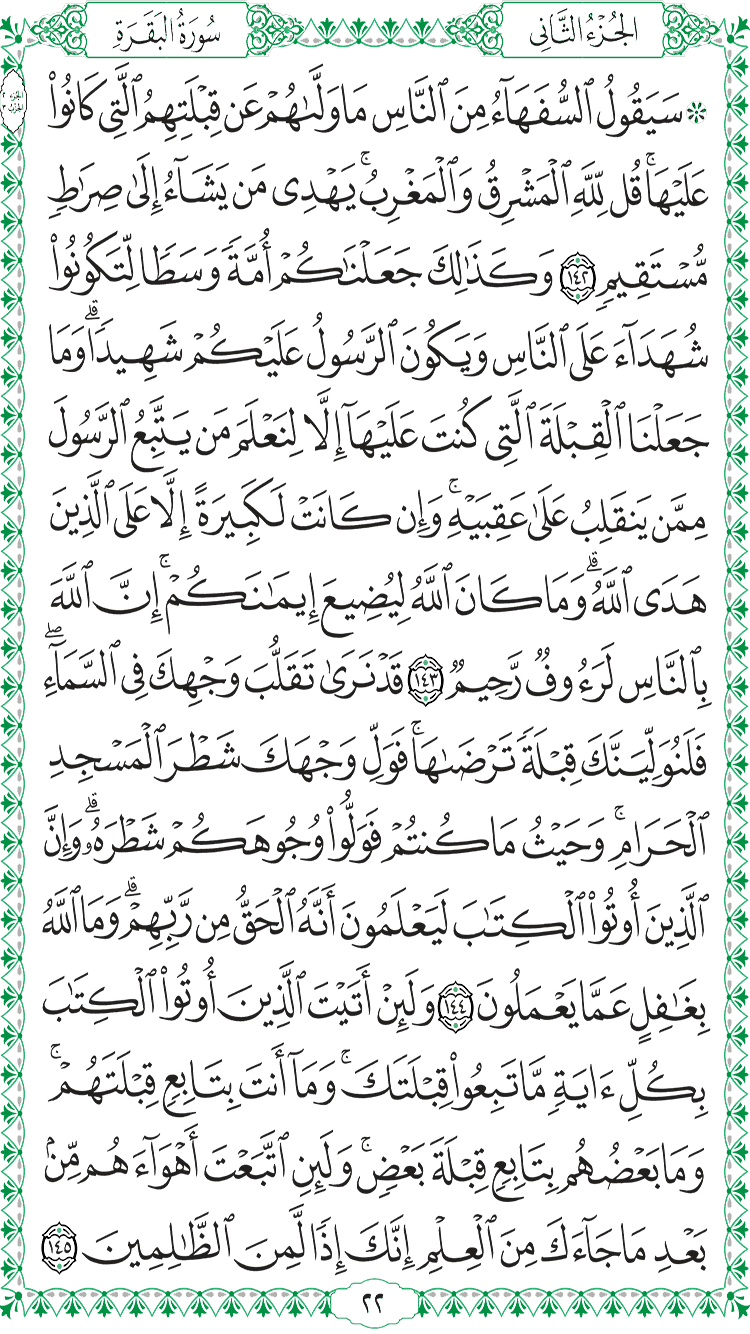 الجُزْءُ الثَّانِي
سُورَةُ البَقَرَةِ
۞ سَيَقُولُ ٱلسُّفَهَآءُ مِنَ ٱلنَّاسِ مَا وَلَّىٰهُمْ عَن قِبْلَتِهِمُ ٱلَّتِي كَانُوا۟
عَلَيْهَا ۚ قُل لِّلَّهِ ٱلْمَشْرِقُ وَٱلْمَغْرِبُ ۚ يَهْدِى مَن يَشَآءُ إِلَىٰ صِرَٰطٍ
مُّسْتَقِيمٍ ١٤٢ وَكَذَٰلِكَ جَعَلْنَٰكُمْ أُمَّةً وَسَطًا لِّتَكُونُوا۟
شُهَدَآءَ عَلَى ٱلنَّاسِ وَيَكُونَ ٱلرَّسُولُ عَلَيْكُمْ شَهِيدًا ۗ وَمَا
جَعَلْنَا ٱلْقِبْلَةَ ٱلَّتِي كُنتَ عَلَيْهَآ إِلَّا لِنَعْلَمَ مَن يَتَّبِعُ ٱلرَّسُولَ
مِمَّن يَنقَلِبُ عَلَىٰ عَقِبَيْهِ ۚ وَإِن كَانَتْ لَكَبِيرَةً إِلَّا عَلَى ٱلَّذِينَ
هَدَى ٱللَّهُ ۗ وَمَا كَانَ ٱللَّهُ لِيُضِيعَ إِيمَٰنَكُمْ ۚ إِنَّ ٱللَّهَ
بِٱلنَّاسِ لَرَءُوفٌ رَّحِيمٌ ١٤٣ قَدْ نَرَىٰ تَقَلُّبَ وَجْهِكَ فِي ٱلسَّمَآءِ ۖ
فَلَنُوَلِّيَنَّكَ قِبْلَةً تَرْضَىٰهَا ۚ فَوَلِّ وَجْهَكَ شَطْرَ ٱلْمَسْجِدِ
ٱلْحَرَامِ ۚ وَحَيْثُ مَا كُنتُمْ فَوَلُّوا۟ وُجُوهَكُمْ شَطْرَهُۥ ۗ وَإِنَّ
ٱلَّذِينَ أُوتُوا۟ ٱلْكِتَٰبَ لَيَعْلَمُونَ أَنَّهُ ٱلْحَقُّ مِن رَّبِّهِمْ ۗ وَمَا ٱللَّهُ
بِغَٰفِلٍ عَمَّا يَعْمَلُونَ ١٤٤ وَلَئِنْ أَتَيْتَ ٱلَّذِينَ أُوتُوا۟ ٱلْكِتَٰبَ
بِكُلِّ ءَايَةٍ مَّا تَبِعُوا۟ قِبْلَتَكَ ۚ وَمَآ أَنتَ بِتَابِعٍ قِبْلَتَهُمْ ۚ
وَمَا بَعْضُهُم بِتَابِعٍ قِبْلَةَ بَعْضٍ ۚ وَلَئِنِ ٱتَّبَعْتَ أَهْوَآءَهُم مِّنۢ
بَعْدِ مَا جَآءَكَ مِنَ ٱلْعِلْمِ إِنَّكَ إِذًا لَّمِنَ ٱلظَّٰلِمِينَ ١٤٥
٢٢